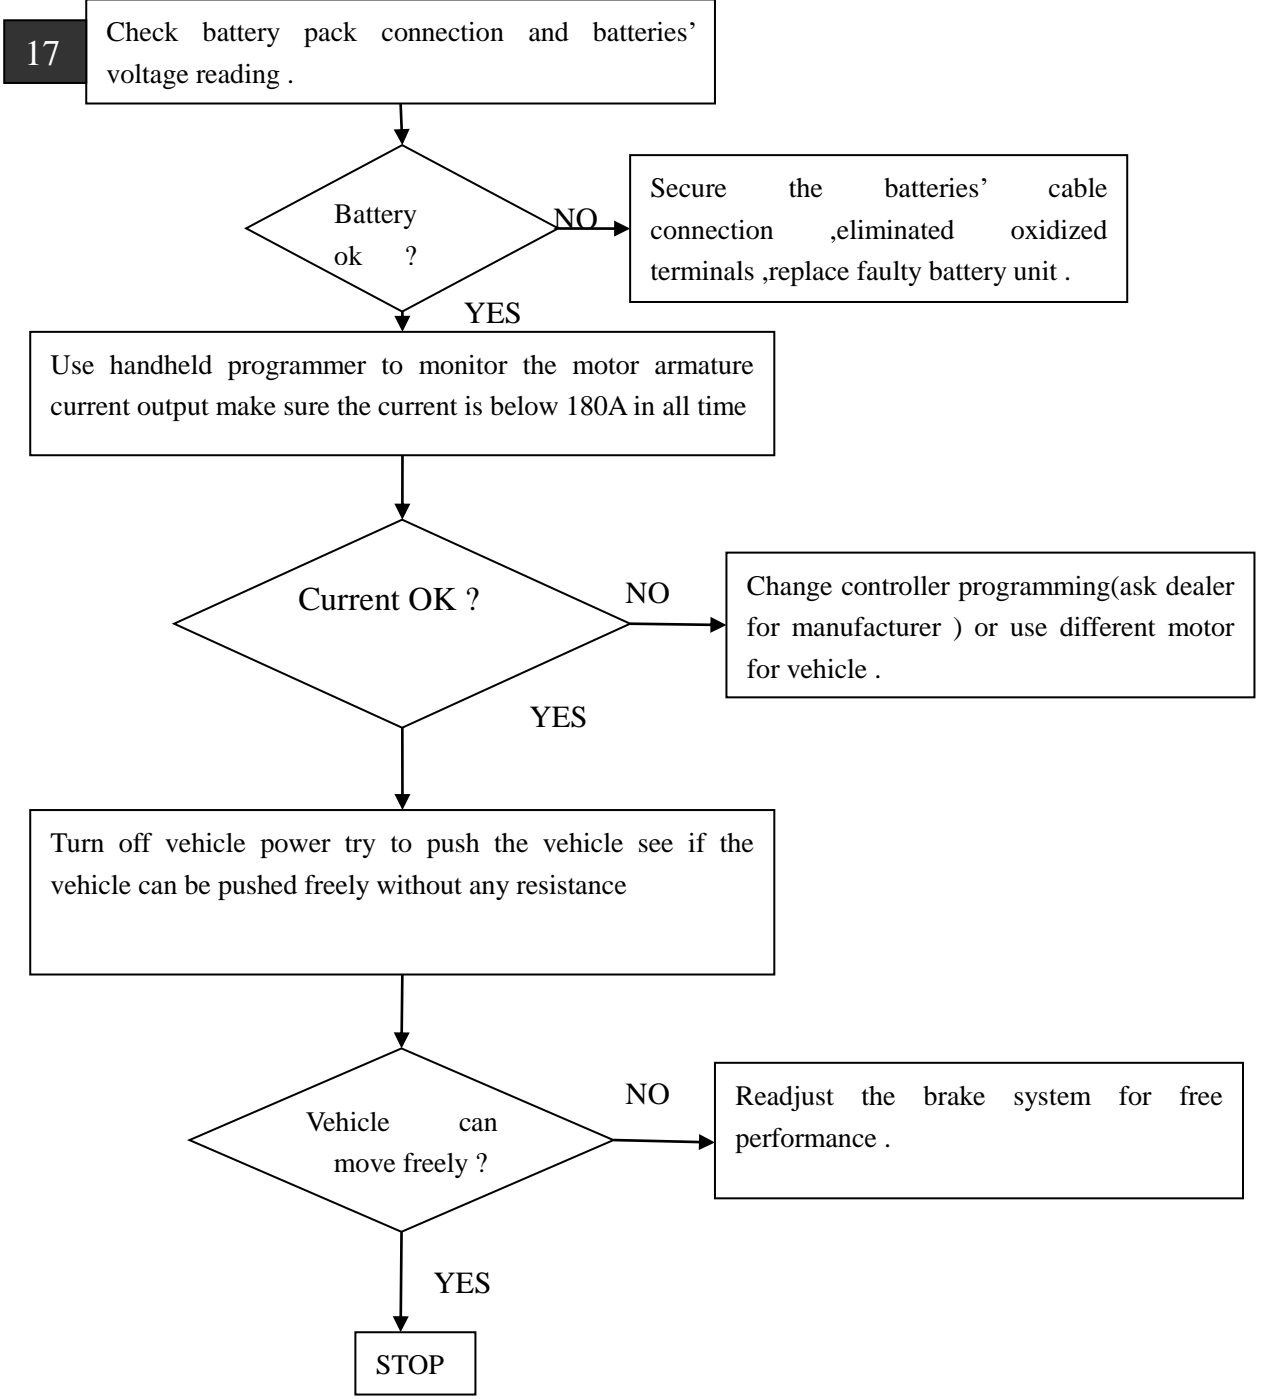 17
Check battery pack connection and batteries’
voltage reading .
Battery
ok ?
NO
Secure the batteries’ cable
connection ,eliminated oxidized
terminals ,replace faulty battery unit .
YES
Use handheld programmer to monitor the motor armature
current output make sure the current is below 180A in all time
Current OK ?
NO
Change controller programming(ask dealer
for manufacturer ) or use different motor
for vehicle .
YES
Turn off vehicle power try to push the vehicle see if the
vehicle can be pushed freely without any resistance
Vehicle can
move freely ?
NO
Readjust the brake system for free
performance .
YES
STOP